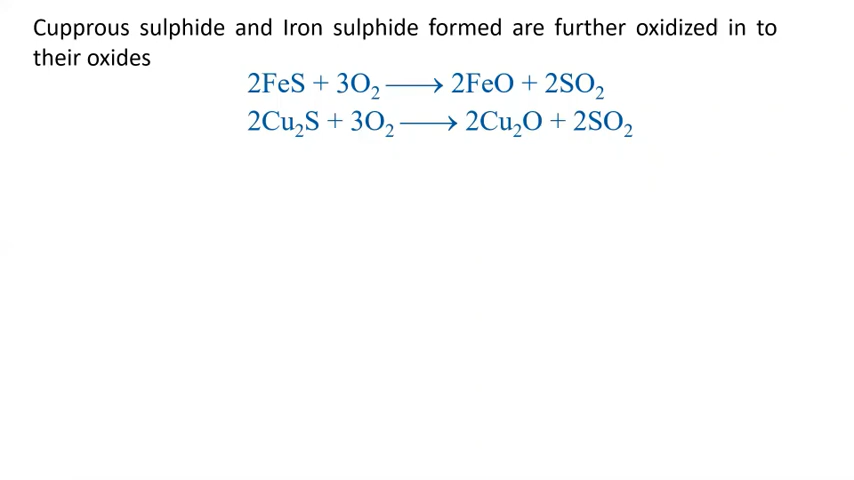 Cupprous sulphide and Iron sulphide formed are further oxidized in to
their oxides
2FeS + 3O₂ ⟶ 2FeO + 2SO₂
2Cu₂S + 3O₂ ⟶ 2Cu₂O + 2SO₂